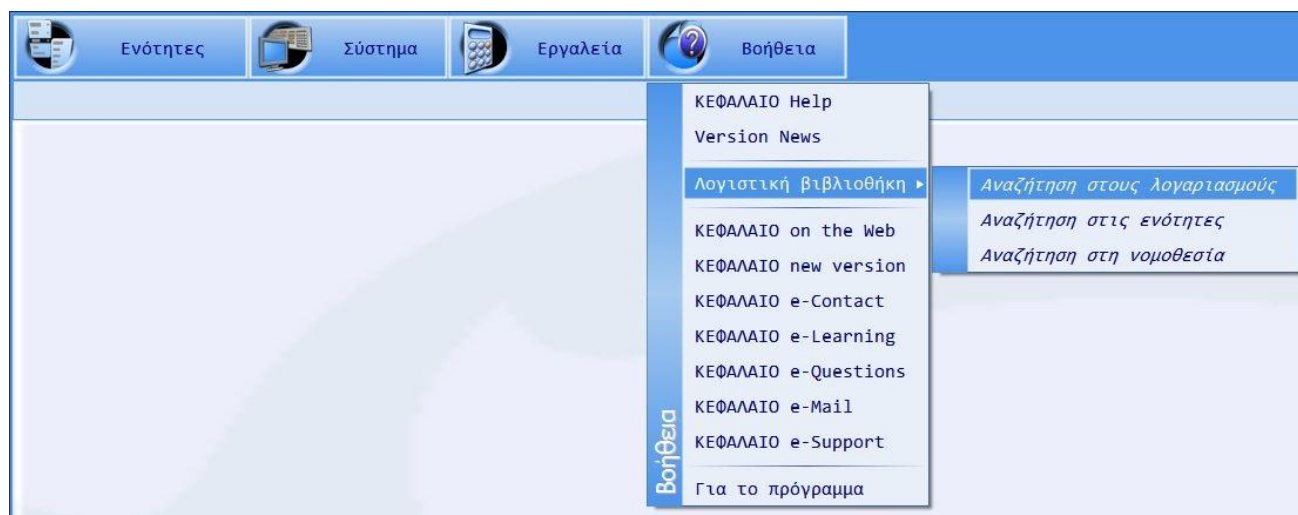 Ενότητες
Σύστημα
Εργαλεία
Βοήθεια
ΚΕΦΑΛΑΙΟ Help
Version News
Λογιστική βιβλιοθήκη
Αναζήτηση στους λογαριασμούς
Αναζήτηση στις ενότητες
Αναζήτηση στη νομοθεσία
ΚΕΦΑΛΑΙΟ on the Web
ΚΕΦΑΛΑΙΟ new version
ΚΕΦΑΛΑΙΟ e-Contact
ΚΕΦΑΛΑΙΟ e-Learning
ΚΕΦΑΛΑΙΟ e-Questions
ΚΕΦΑΛΑΙΟ e-Mail
ΚΕΦΑΛΑΙΟ e-Support
Για το πρόγραμμα
Βοήθεια